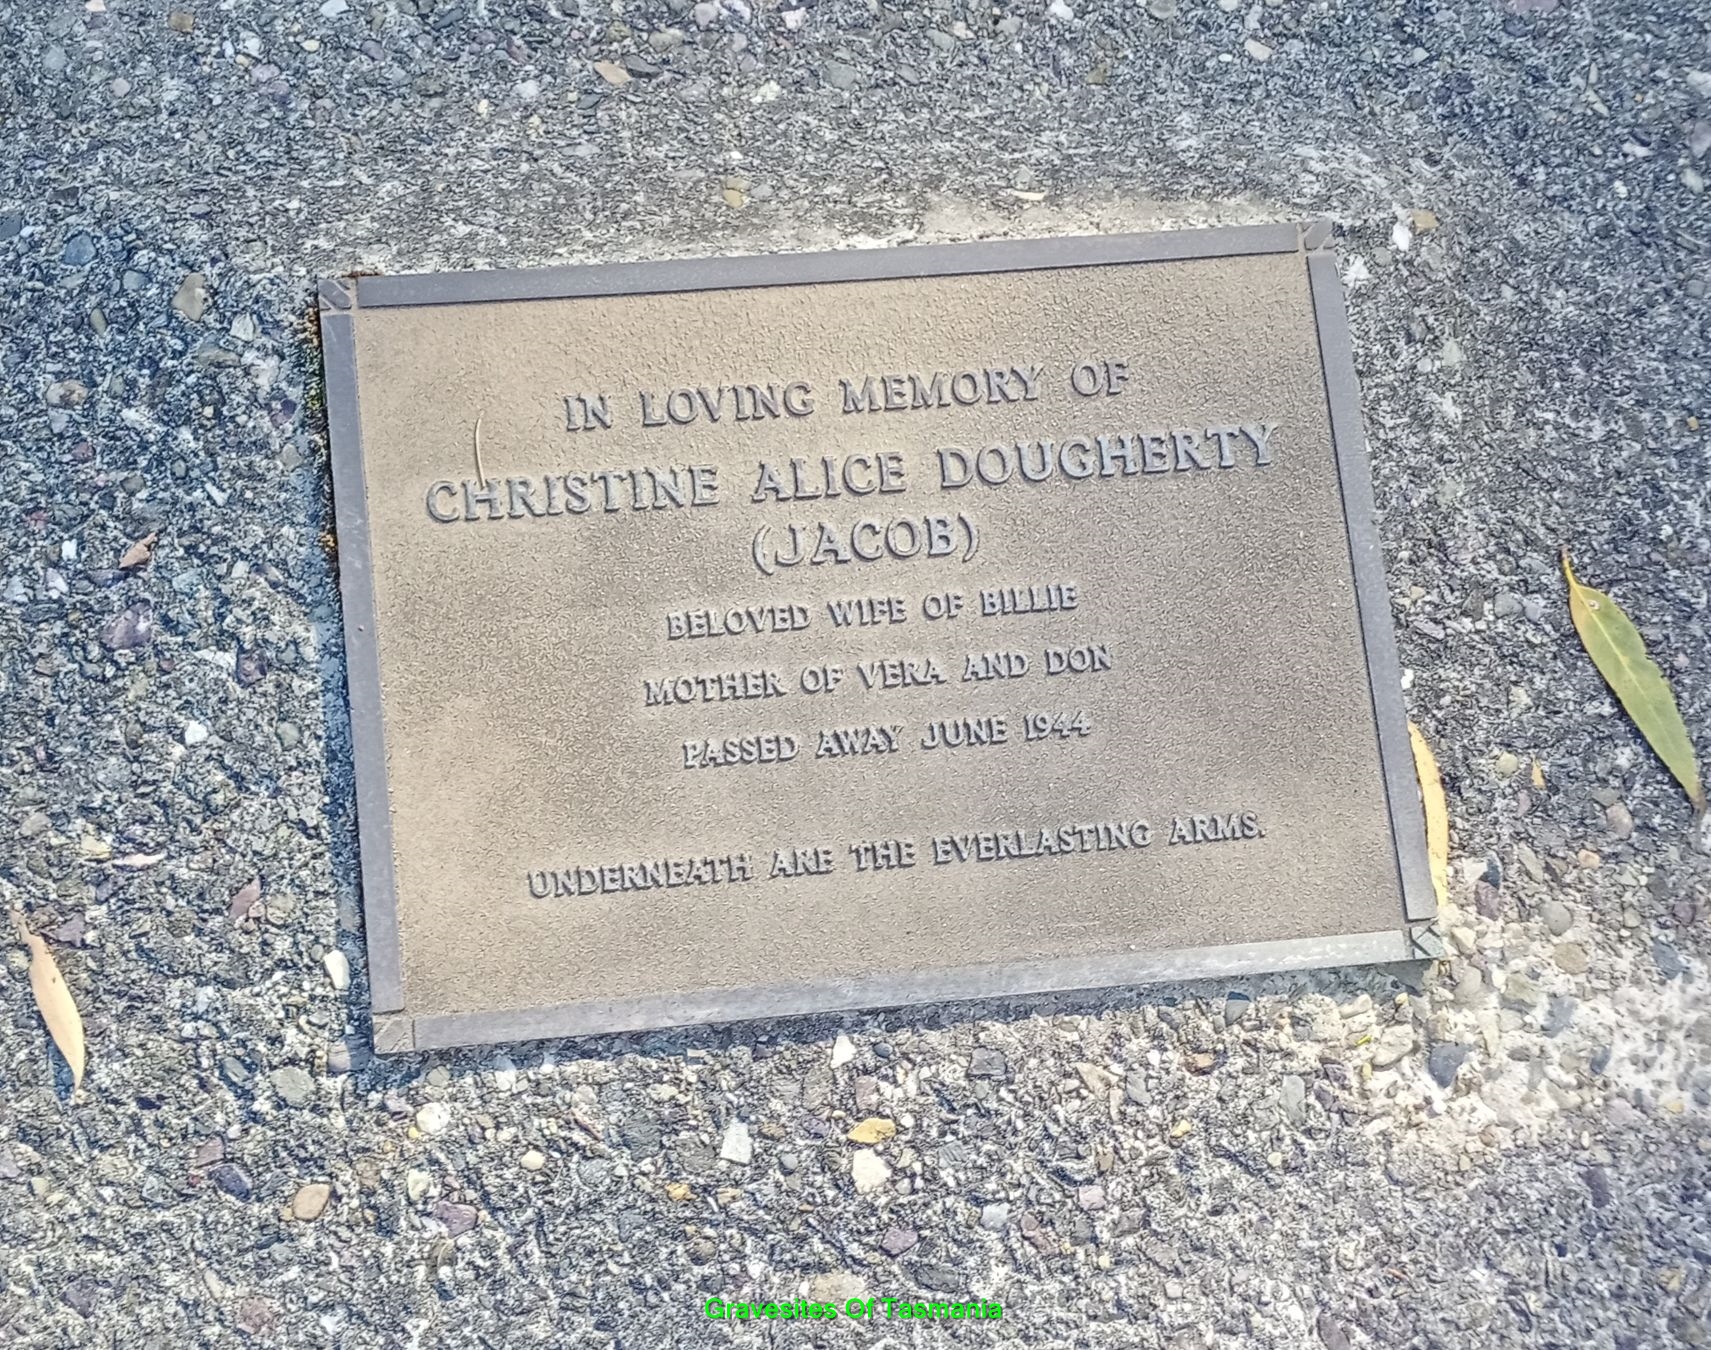 IN LOVING MEMORY OF
CHRISTINE ALICE DOUGHERTY
(JACOB)
BELOVED WIFE OF BILLIE
MOTHER OF VERA AND DON
PASSED AWAY JUNE 1944
UNDERNEATH ARE THE EVERLASTING ARMS.
Gravesites Of Tasmania